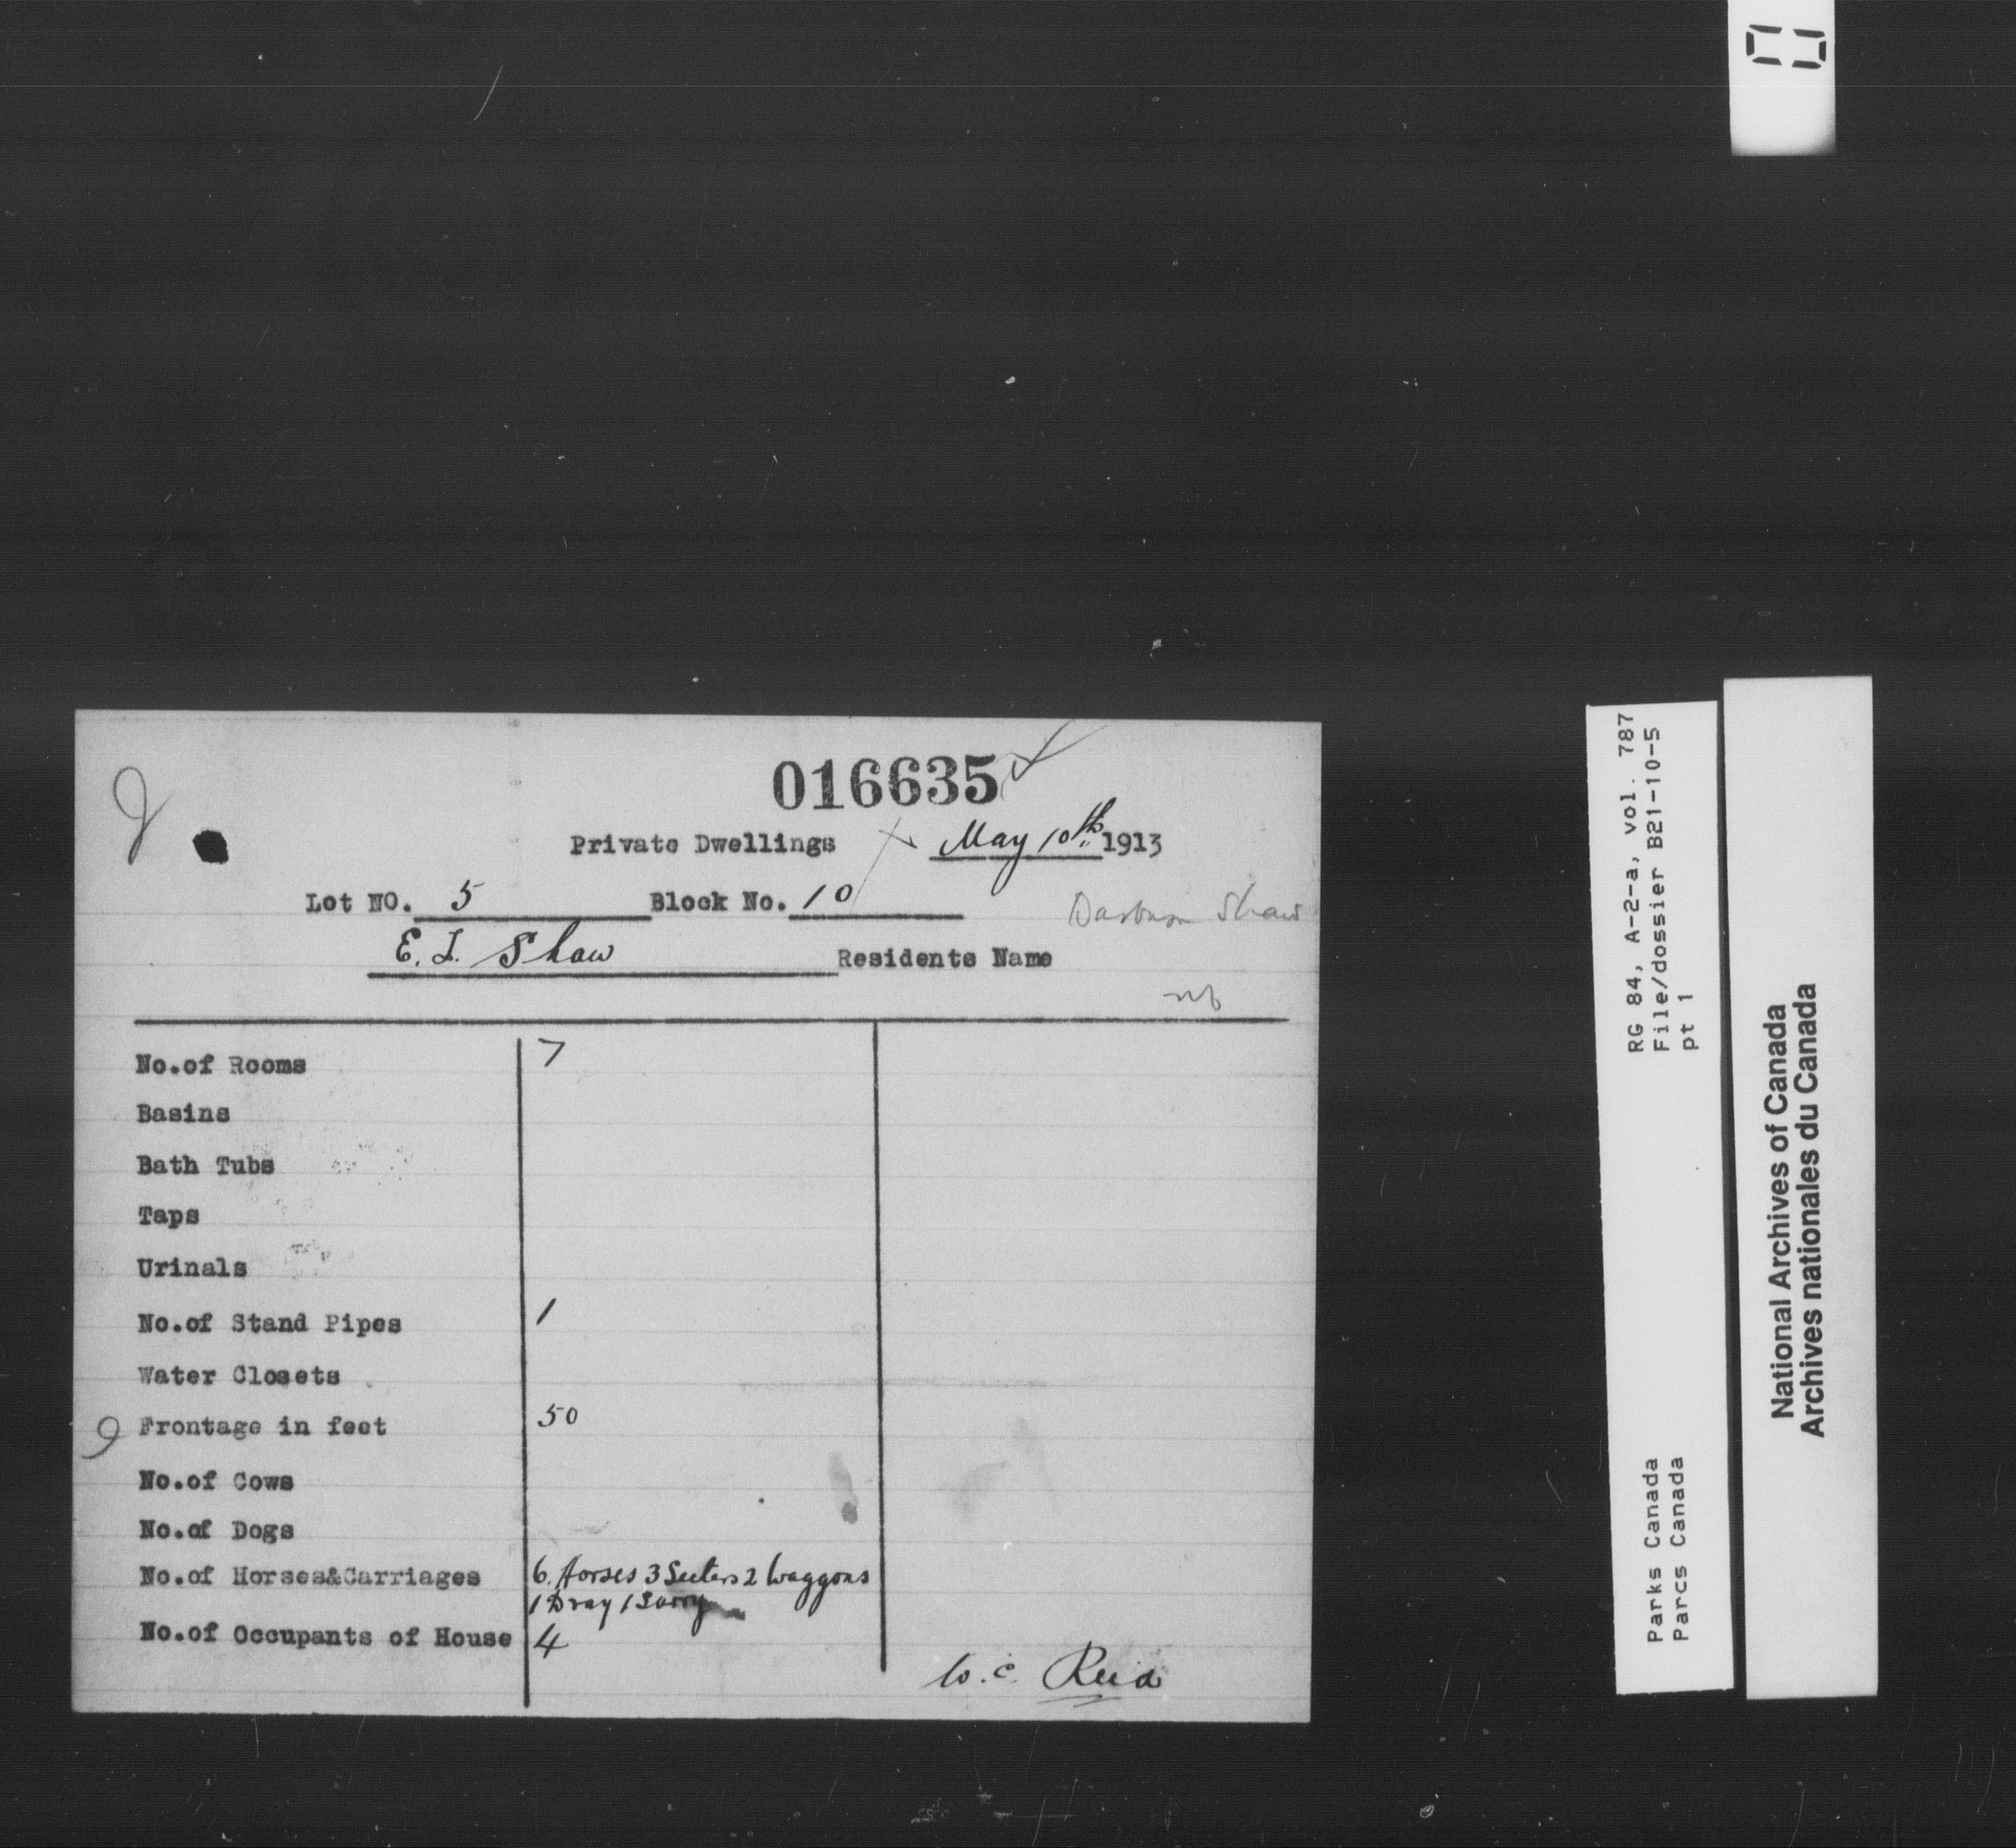 016635
Private Dwellings May 10th 1913
Lot NO. 5 Block No. 10
Shaw
E. I. Shaw Residents Name
No.of Rooms 7
Basins
Bath Tubs
Taps
Urinals
No.of Stand Pipes 1
Water Closets
Frontage in feet 50
9
No.of Cows
No.of Dogs
No.of Horses&Carriages 6. Horses 3 Seeters 2 Waggons
1 Dray 1
No.of Occupants of House 4
W. C. Reid
RG 84, A-2-a, vol. 787
File/dossier B21-10-5
pt 1
Parks Canada
Parcs Canada
National Archives of Canada
Archives nationales du Canada